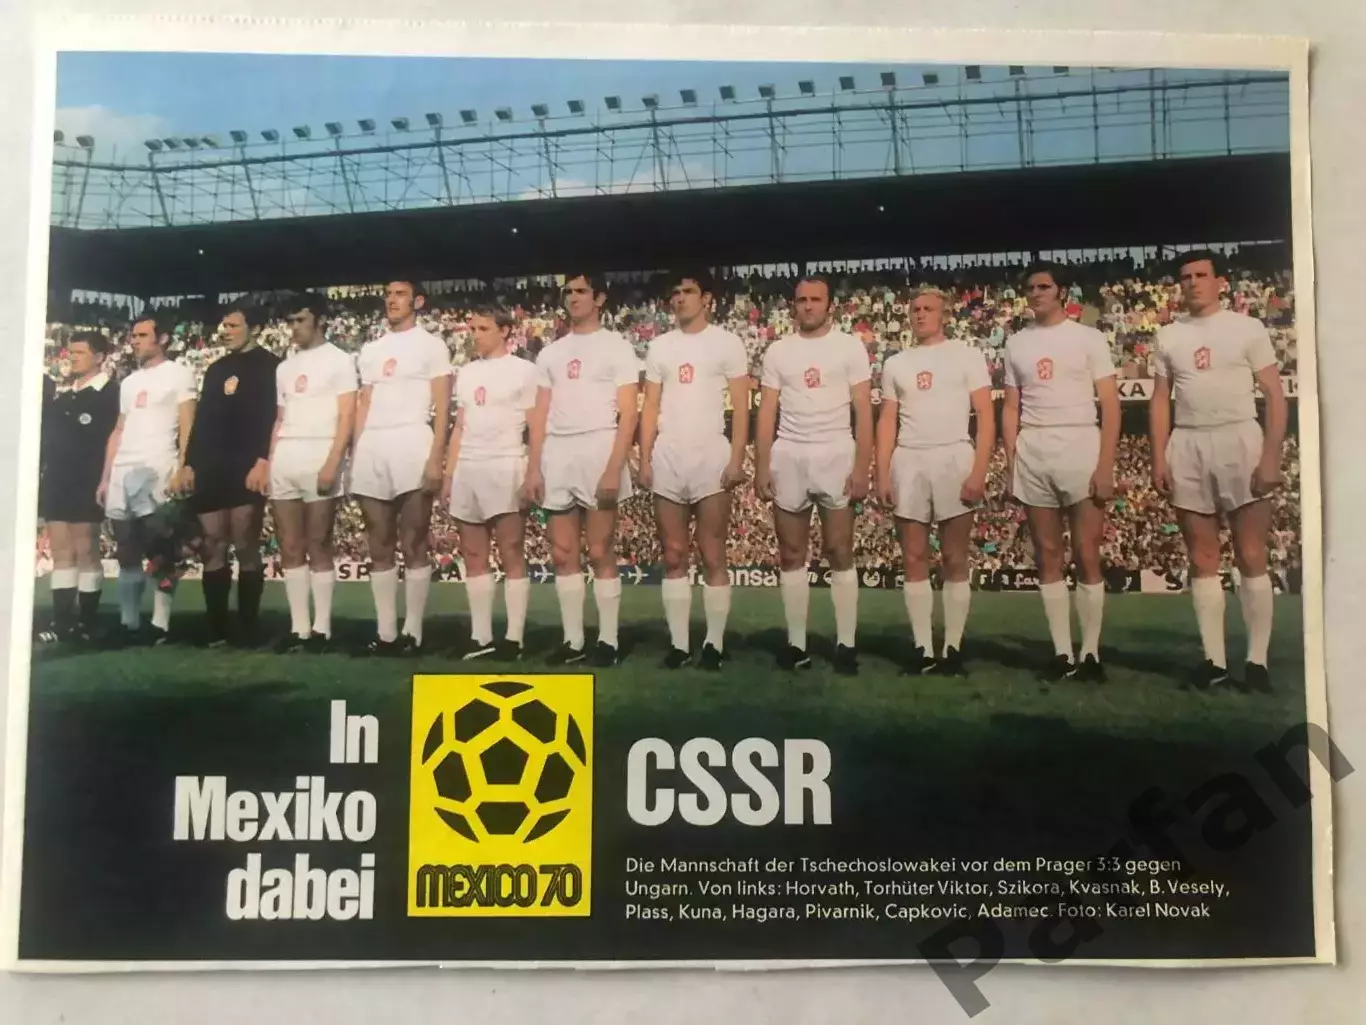 In
Mexiko
dabei
MEXICO 70
CSSR
Die Mannschaft der Tschechoslowakei vor dem Prager 3:3 gegen
Ungarn. Von links: Horvath, Torhüter Viktor, Szikora, Kvasnak, B. Vesely,
Plass, Kuna, Hagara, Pivarnik, Capkovic, Adamec. Foto: Karel Novak
Parfan